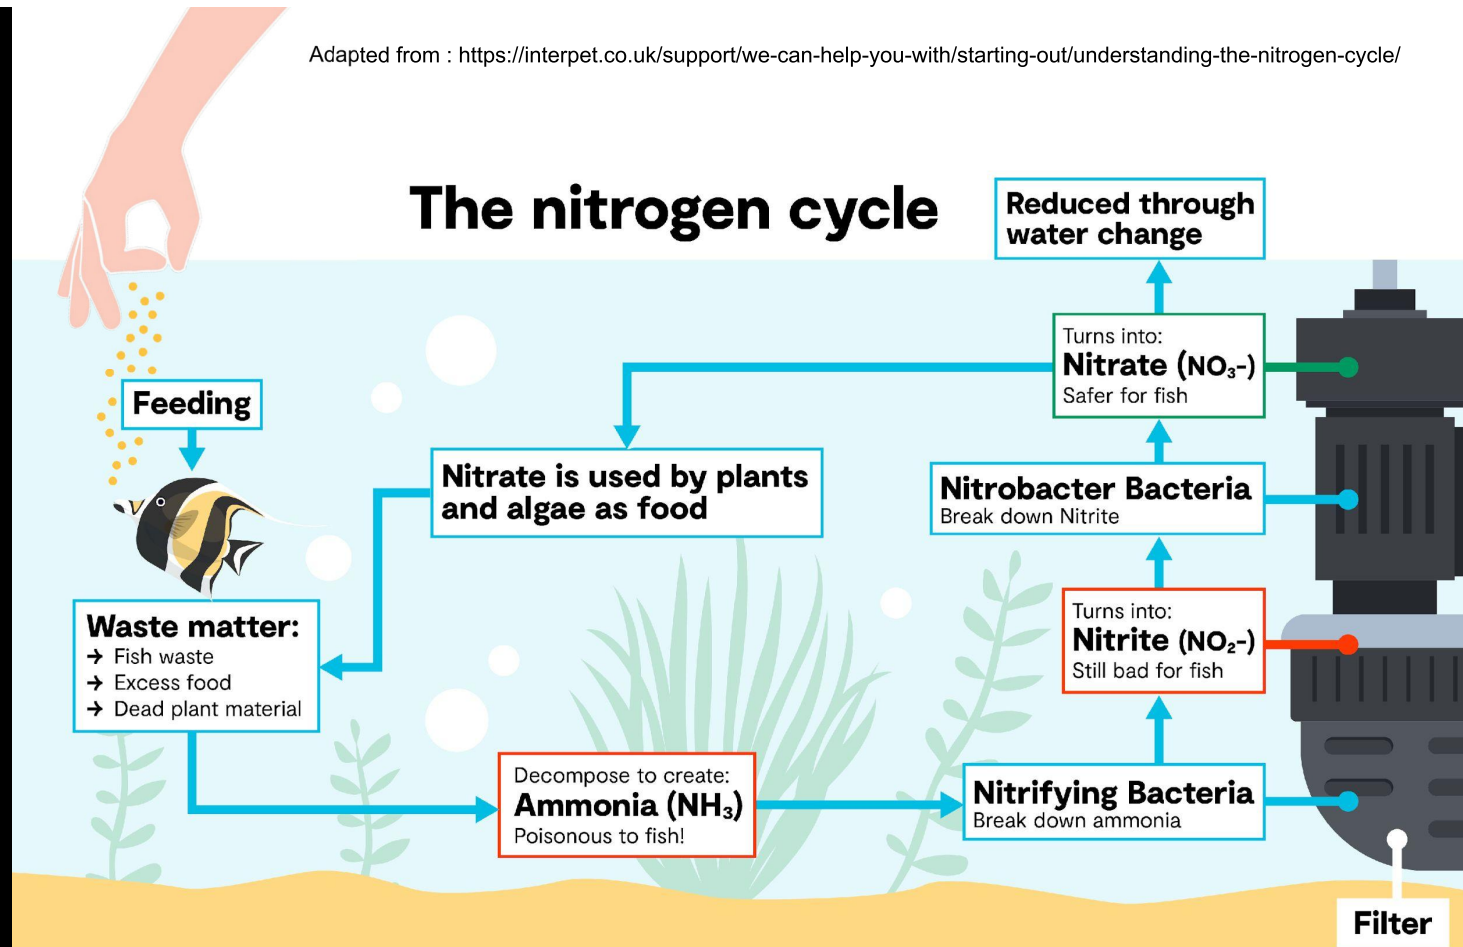 Adapted from : https://interpet.co.uk/support/we-can-help-you-with/starting-out/understanding-the-nitrogen-cycle/
The nitrogen cycle
Reduced through
water change
Turns into:
Nitrate (NO₃-)
Safer for fish
Feeding
Nitrate is used by plants
and algae as food
Nitrobacter Bacteria
Break down Nitrite
Waste matter:
→ Fish waste
→ Excess food
→ Dead plant material
Turns into:
Nitrite (NO₂-)
Still bad for fish
Decompose to create:
Ammonia (NH₃)
Poisonous to fish!
Nitrifying Bacteria
Break down ammonia
Filter